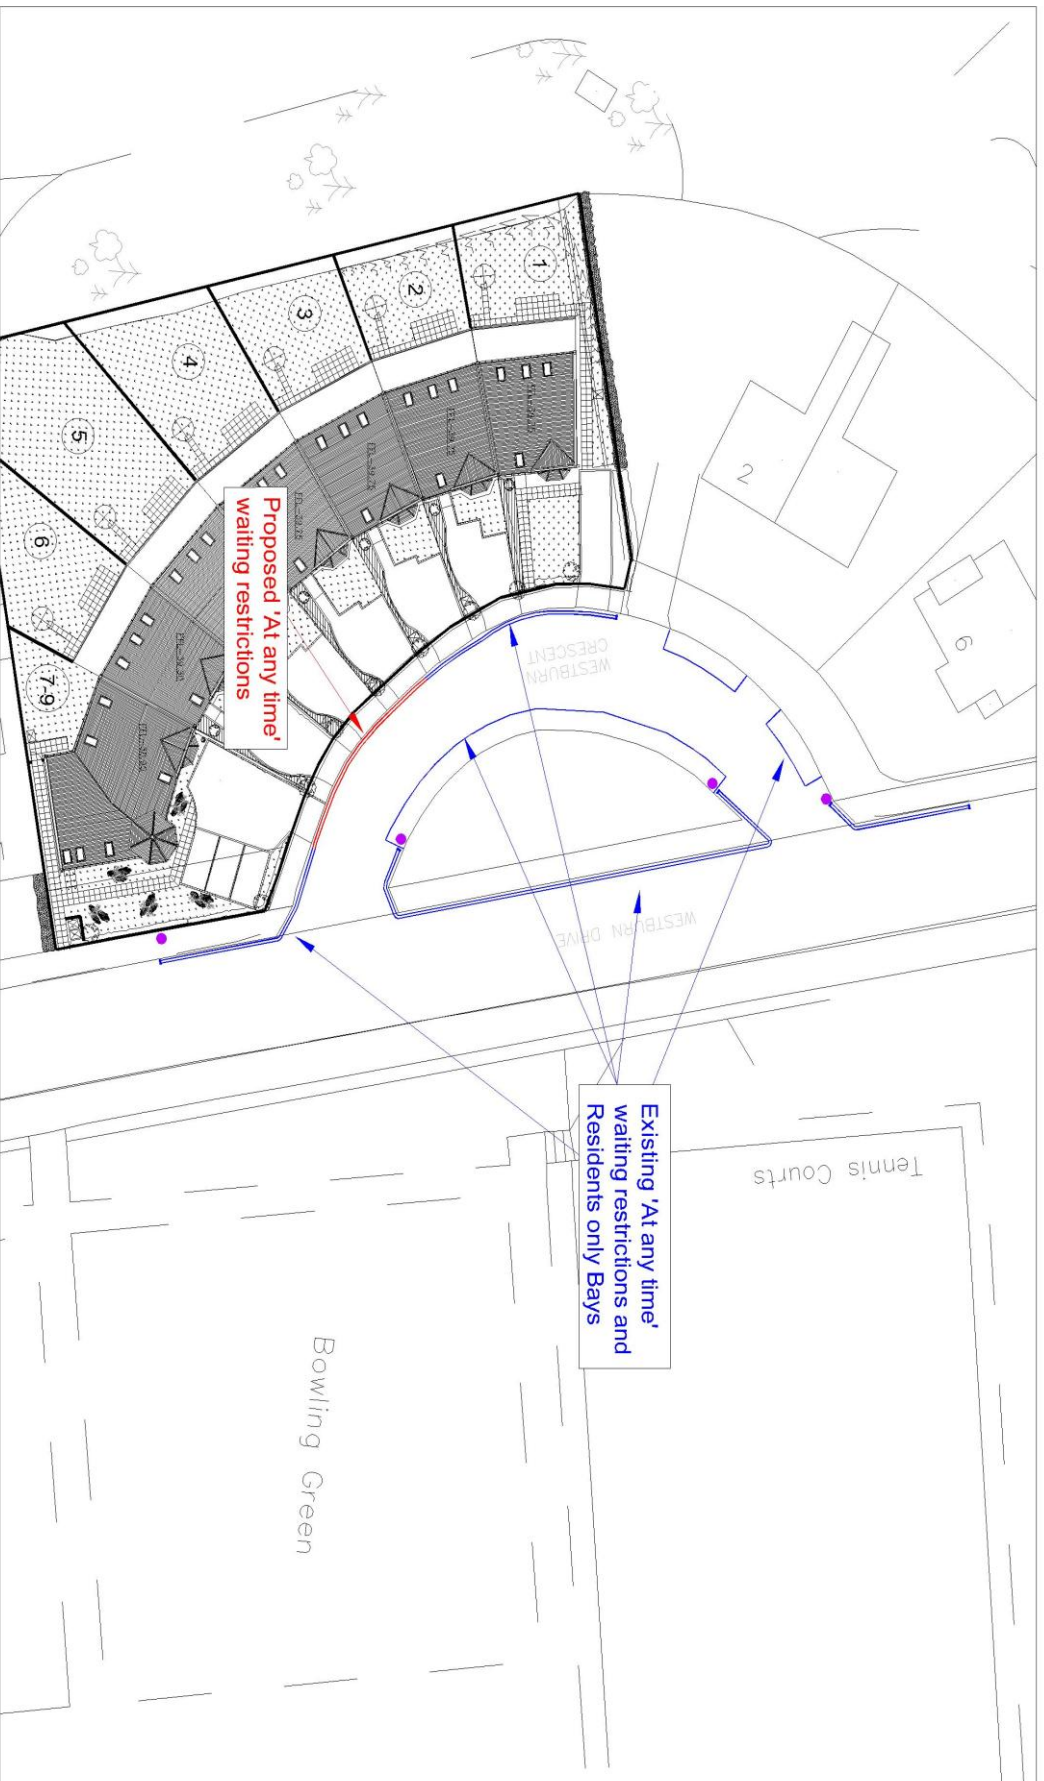 Proposed 'At any time'
waiting restrictions
Existing 'At any time'
waiting restrictions and
Residents only Bays
WESTBURN
CRESCENT
WESTBURN DRIVE
Tennis Courts
Bowling Green
1
2
3
4
5
6
7-9
2
6